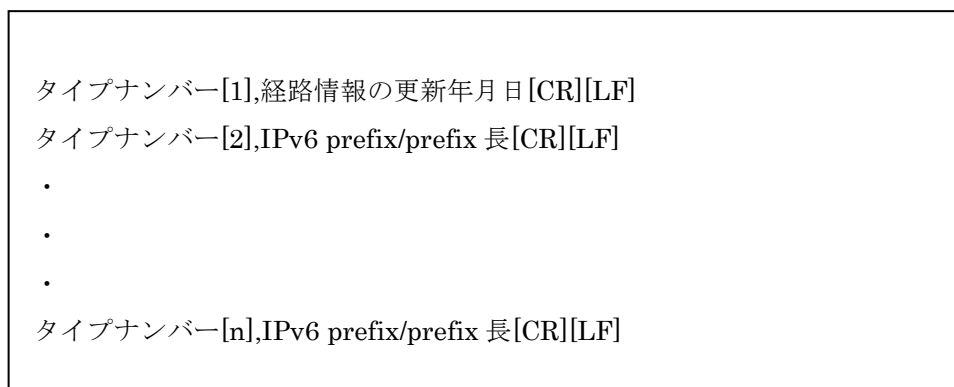 タイプナンバー[1],経路情報の更新年月日[CR][LF]
タイプナンバー[2],IPv6 prefix/prefix 長[CR][LF]
・
・
・
タイプナンバー[n],IPv6 prefix/prefix 長[CR][LF]